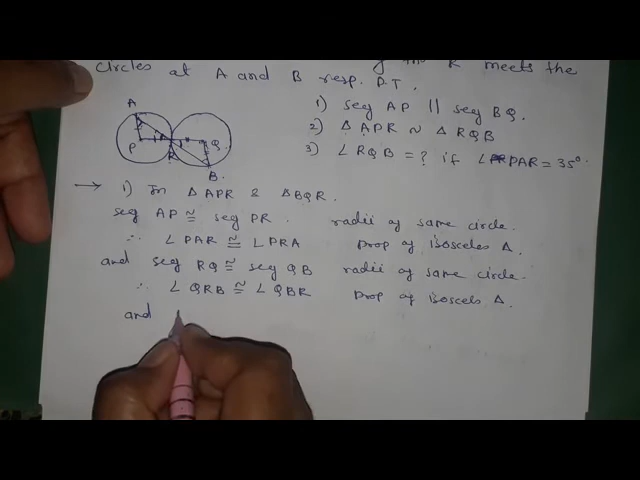 circles at A and B resp. P.T.
meets the
A
P
Q
R
B
1) seg AP || seg BQ.
2) △ APR ~ △ RQB
3) ∠ RQB = ? if ∠ PAR = 35°.
→ 1) In △ APR & △ BQR.
seg AP ≅ seg PR. radii of same circle.
∴ ∠ PAR ≅ ∠ PRA Prop of isosceles △.
and seg RQ ≅ seg QB radii of same circle.
∴ ∠ QRB ≅ ∠ QBR Prop of isoscels △.
and